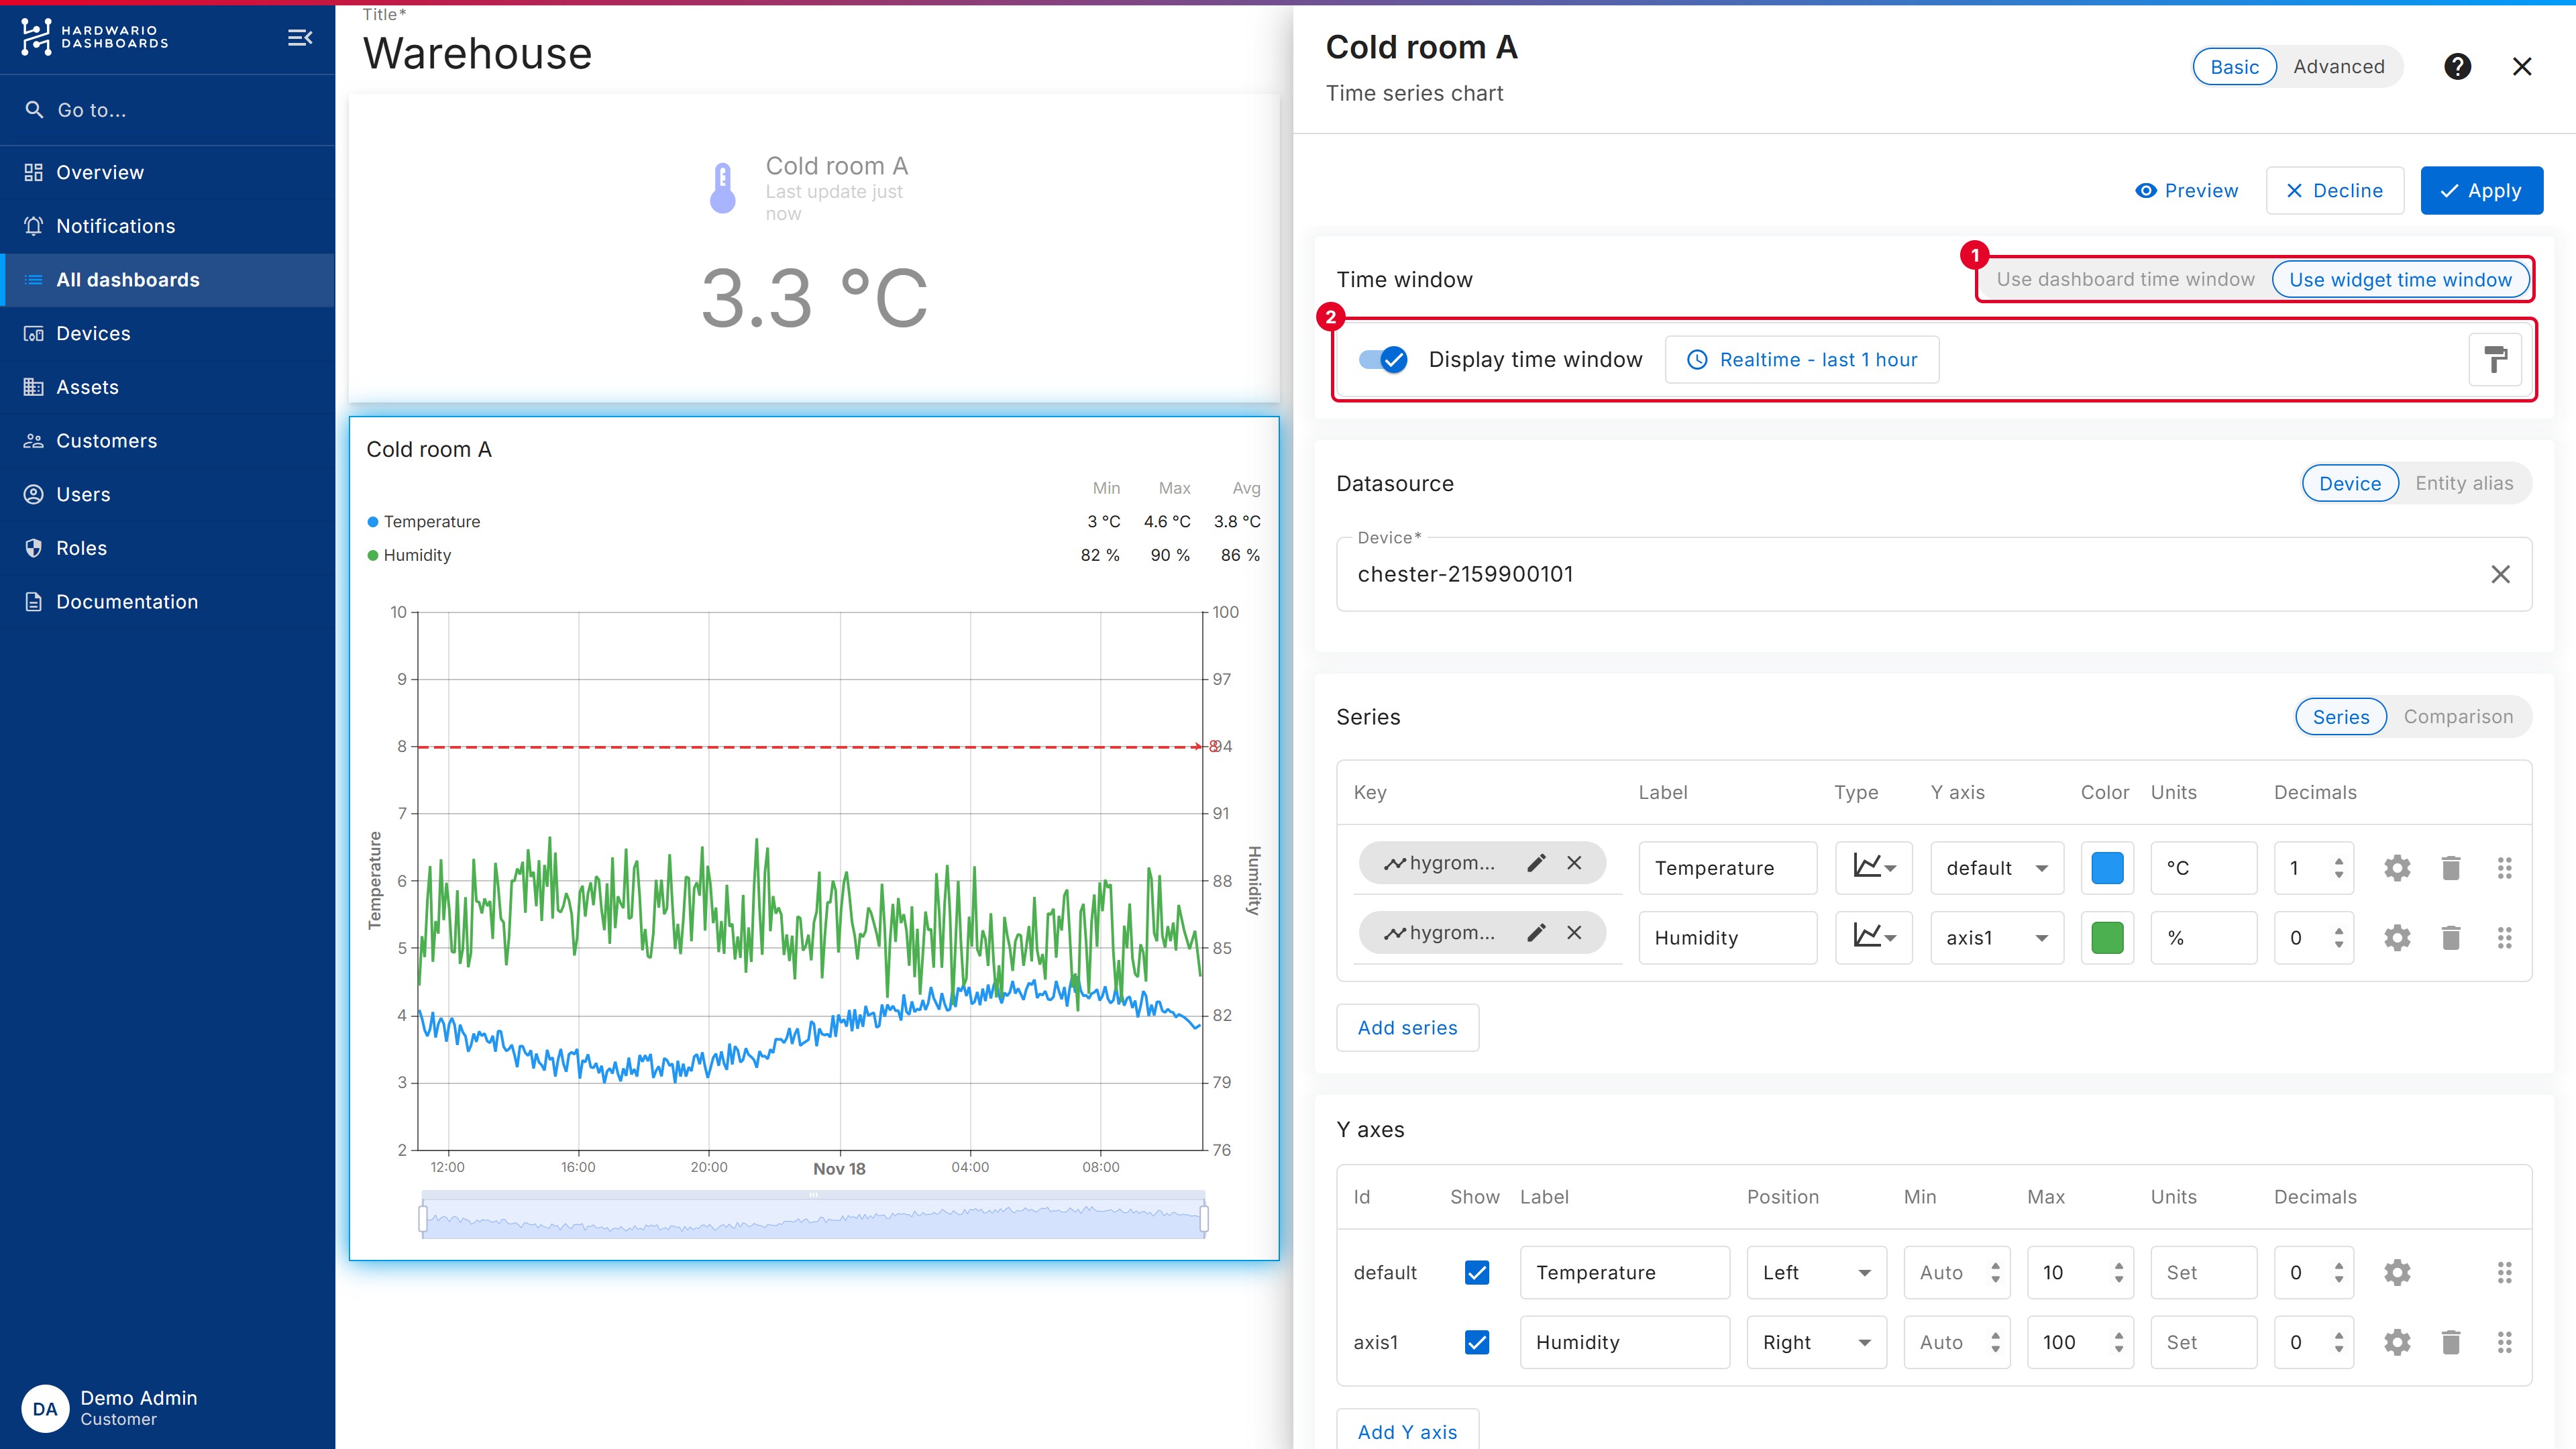 HARDWARIO
DASHBOARDS
Go to...
Overview
Notifications
All dashboards
Devices
Assets
Customers
Users
Roles
Documentation
DA
Demo Admin
Customer
Title*
Warehouse
Cold room A
Last update just
now
3.3 °C
Cold room A
Min Max Avg
Temperature 3 °C 4.6 °C 3.8 °C
Humidity 82 % 90 % 86 %
10 100
9 97
8 8 94
7 91
6 88
5 85
4 82
3 79
2 76
Temperature
Humidity
12:00 16:00 20:00 Nov 18 04:00 08:00
Cold room A
Time series chart
Basic Advanced
Preview Decline Apply
1
Time window Use dashboard time window Use widget time window
2
Display time window Realtime - last 1 hour
Datasource Device Entity alias
Device*
chester-2159900101
Series Series Comparison
Key Label Type Y axis Color Units Decimals
hygrom... Temperature default °C 1
hygrom... Humidity axis1 % 0
Add series
Y axes
Id Show Label Position Min Max Units Decimals
default Temperature Left Auto 10 Set 0
axis1 Humidity Right Auto 100 Set 0
Add Y axis